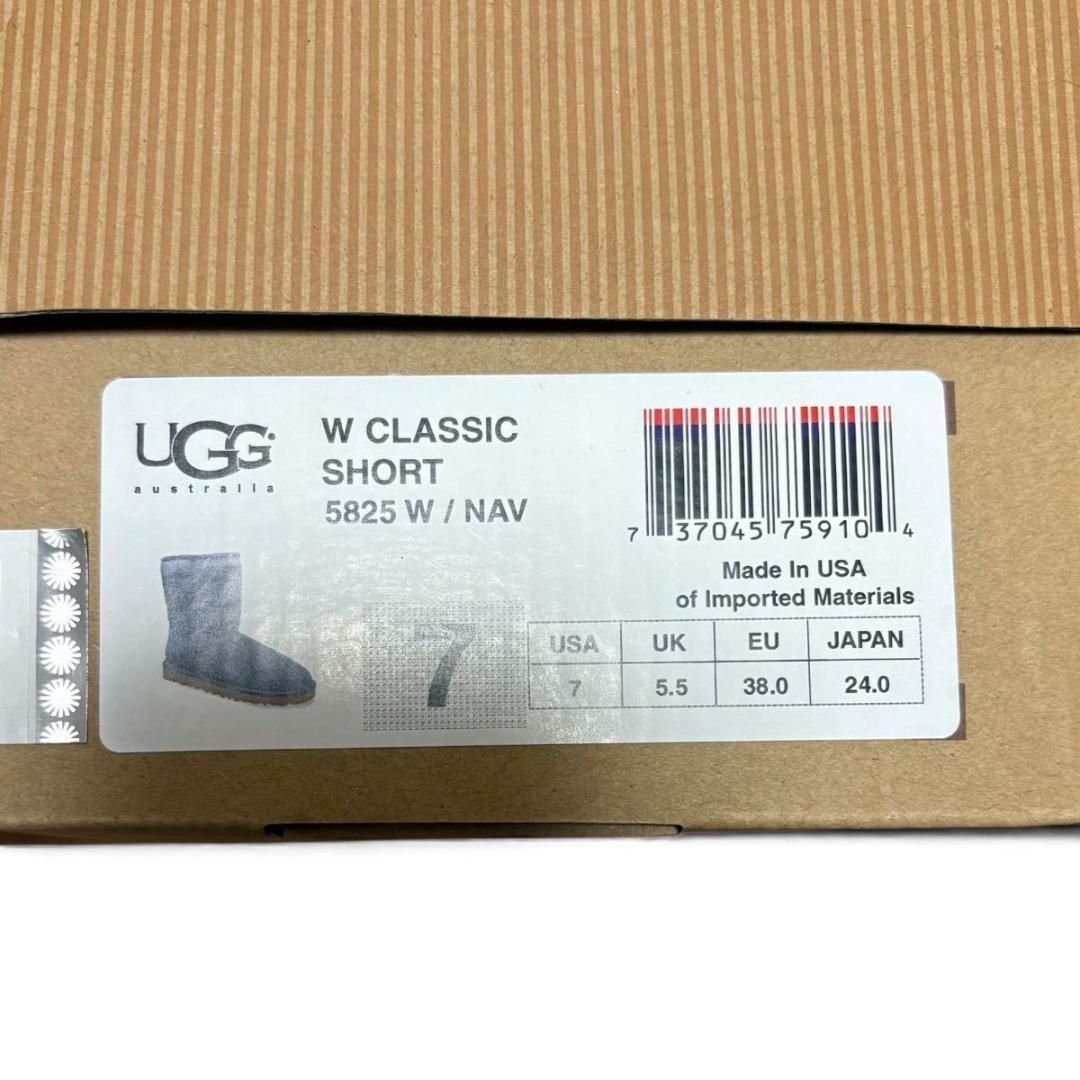 UGG®
australia
W CLASSIC
SHORT
5825 W / NAV
7 37045 75910 4
Made In USA
of Imported Materials
7
USA UK EU JAPAN
7 5.5 38.0 24.0